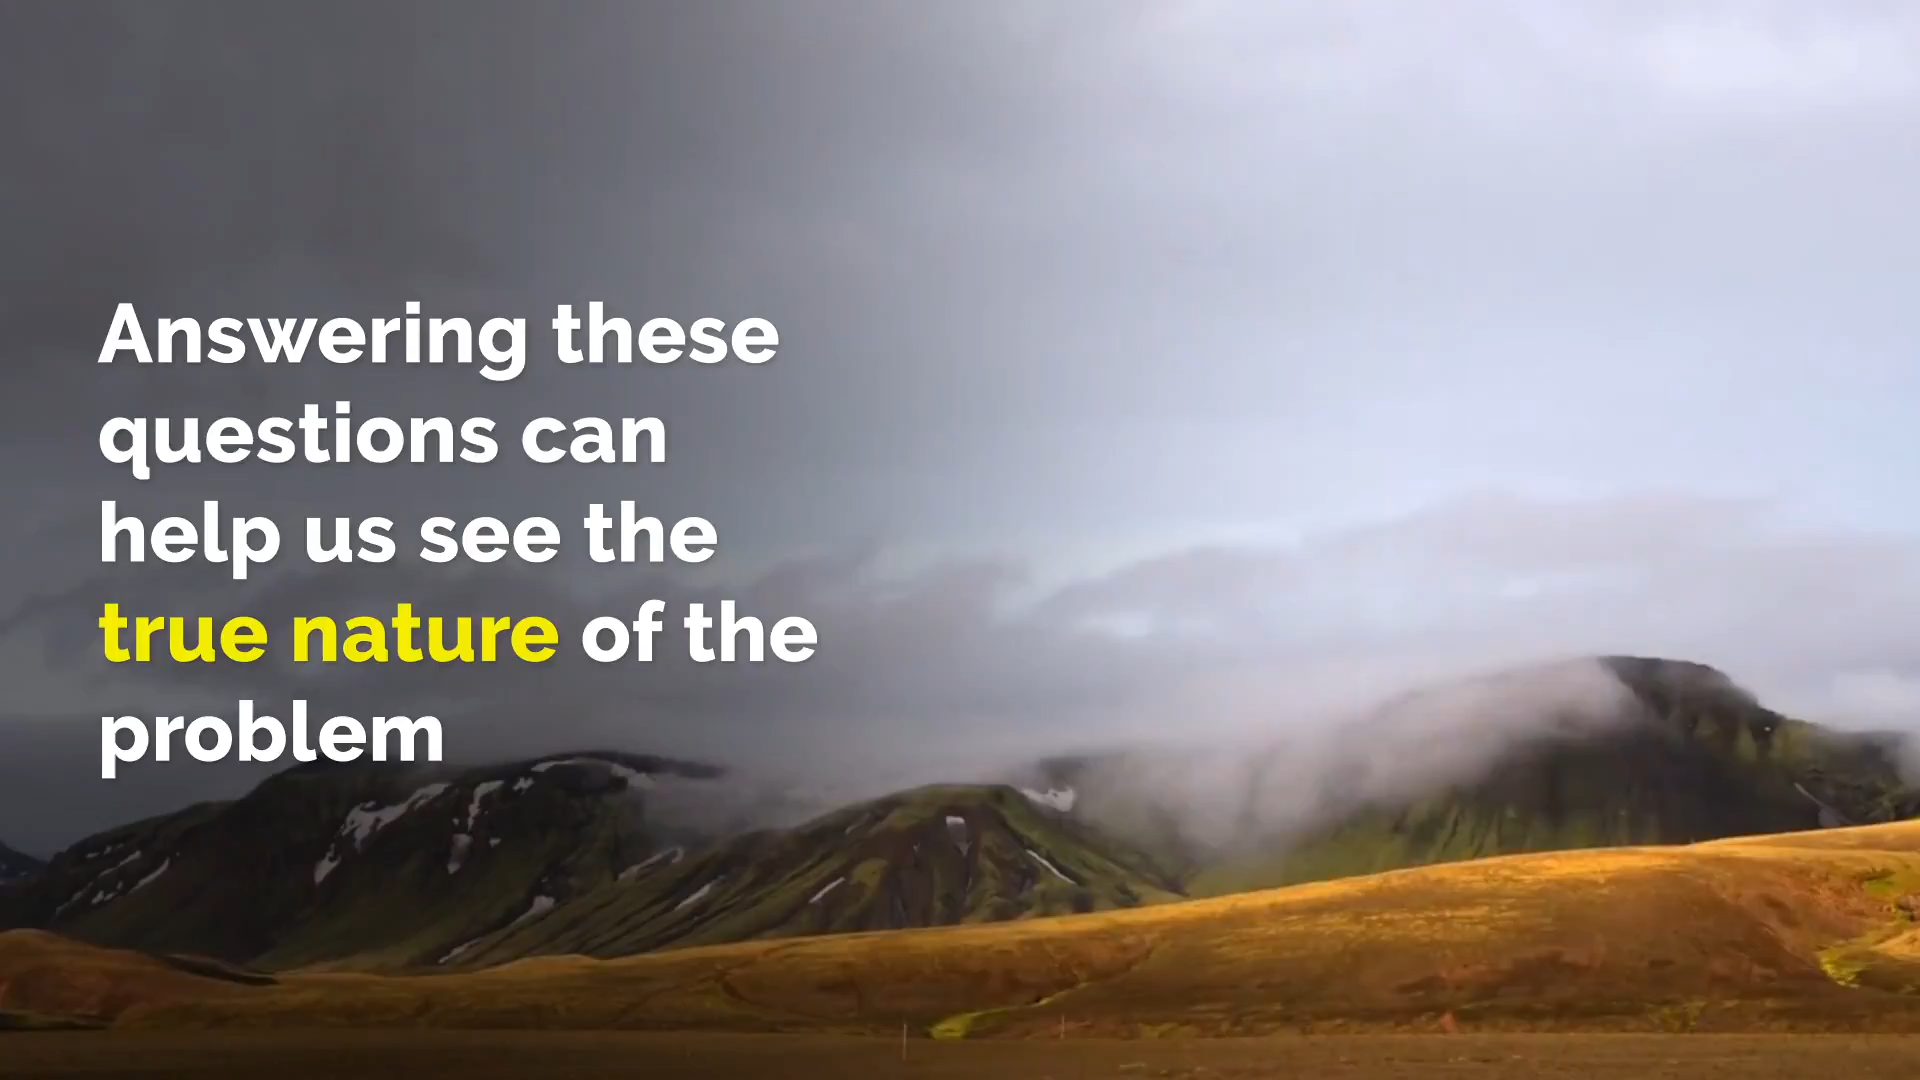 Answering these
questions can
help us see the
true nature of the
problem